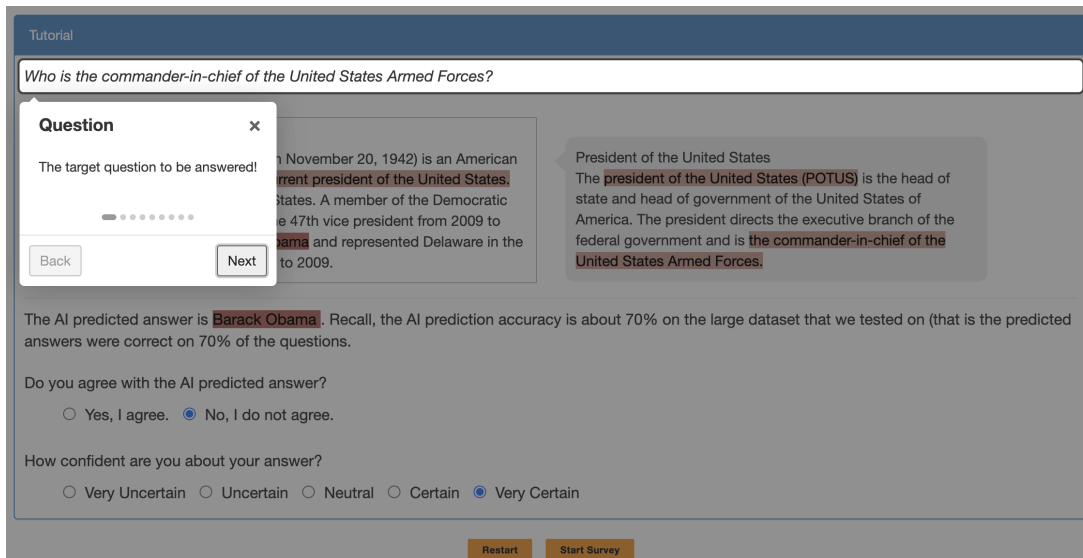 Tutorial
Who is the commander-in-chief of the United States Armed Forces?
Question
×
The target question to be answered!
Back
Next
November 20, 1942) is an American
rrent president of the United States.
States. A member of the Democratic
e 47th vice president from 2009 to
bama and represented Delaware in the
to 2009.
President of the United States
The president of the United States (POTUS) is the head of
state and head of government of the United States of
America. The president directs the executive branch of the
federal government and is the commander-in-chief of the
United States Armed Forces.
The AI predicted answer is Barack Obama . Recall, the AI prediction accuracy is about 70% on the large dataset that we tested on (that is the predicted
answers were correct on 70% of the questions.
Do you agree with the AI predicted answer?
Yes, I agree. No, I do not agree.
How confident are you about your answer?
Very Uncertain Uncertain Neutral Certain Very Certain
Restart Start Survey